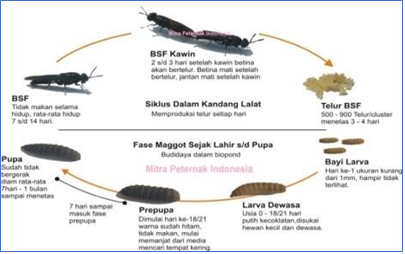 Mitra Peternak Indonesia
BSF Kawin
2 s/d 3 hari setelah kawin betina
akan bertelur. Betina mati setelah
bertelur, jantan mati setelah kawin
BSF
Tidak makan selama
hidup, rata-rata hidup
7 s/d 14 hari.
Siklus Dalam Kandang Lalat
Memproduksi telur setiap hari
Telur BSF
500 - 900 Telur/cluster
menetas 3 - 4 hari
Fase Maggot Sejak Lahir s/d Pupa
Budidaya dalam biopond
Mitra Peternak Indonesia
Pupa
Sudah tidak
bergerak
diam rata-rata
7hari - 1 bulan
sampai menetas
7 hari sampai
masuk fase
prepupa
Prepupa
Dimulai hari ke-18/21
warna sudah hitam,
tidak makan, mulai
memanjat dari media
mencari tempat kering.
Larva Dewasa
Usia 0 - 18/21 hari
putih kecoklatan,disukai
hewan kecil dan dewasa.
Bayi Larva
Hari ke-1 ukuran kurang
dari 1mm, hampir tidak
terlihat.